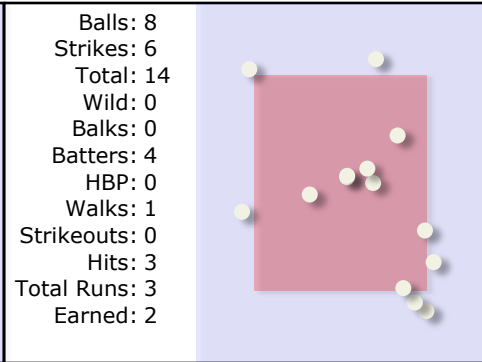 Balls: 8
Strikes: 6
Total: 14
Wild: 0
Balks: 0
Batters: 4
HBP: 0
Walks: 1
Strikeouts: 0
Hits: 3
Total Runs: 3
Earned: 2